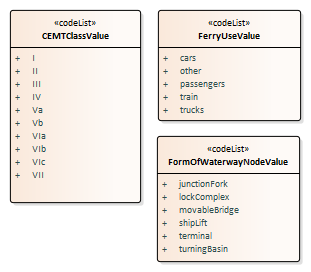 «codeList»
CEMTClassValue
+ I
+ II
+ III
+ IV
+ Va
+ Vb
+ VIa
+ VIb
+ VIc
+ VII
«codeList»
FerryUseValue
+ cars
+ other
+ passengers
+ train
+ trucks
«codeList»
FormOfWaterwayNodeValue
+ junctionFork
+ lockComplex
+ movableBridge
+ shipLift
+ terminal
+ turningBasin